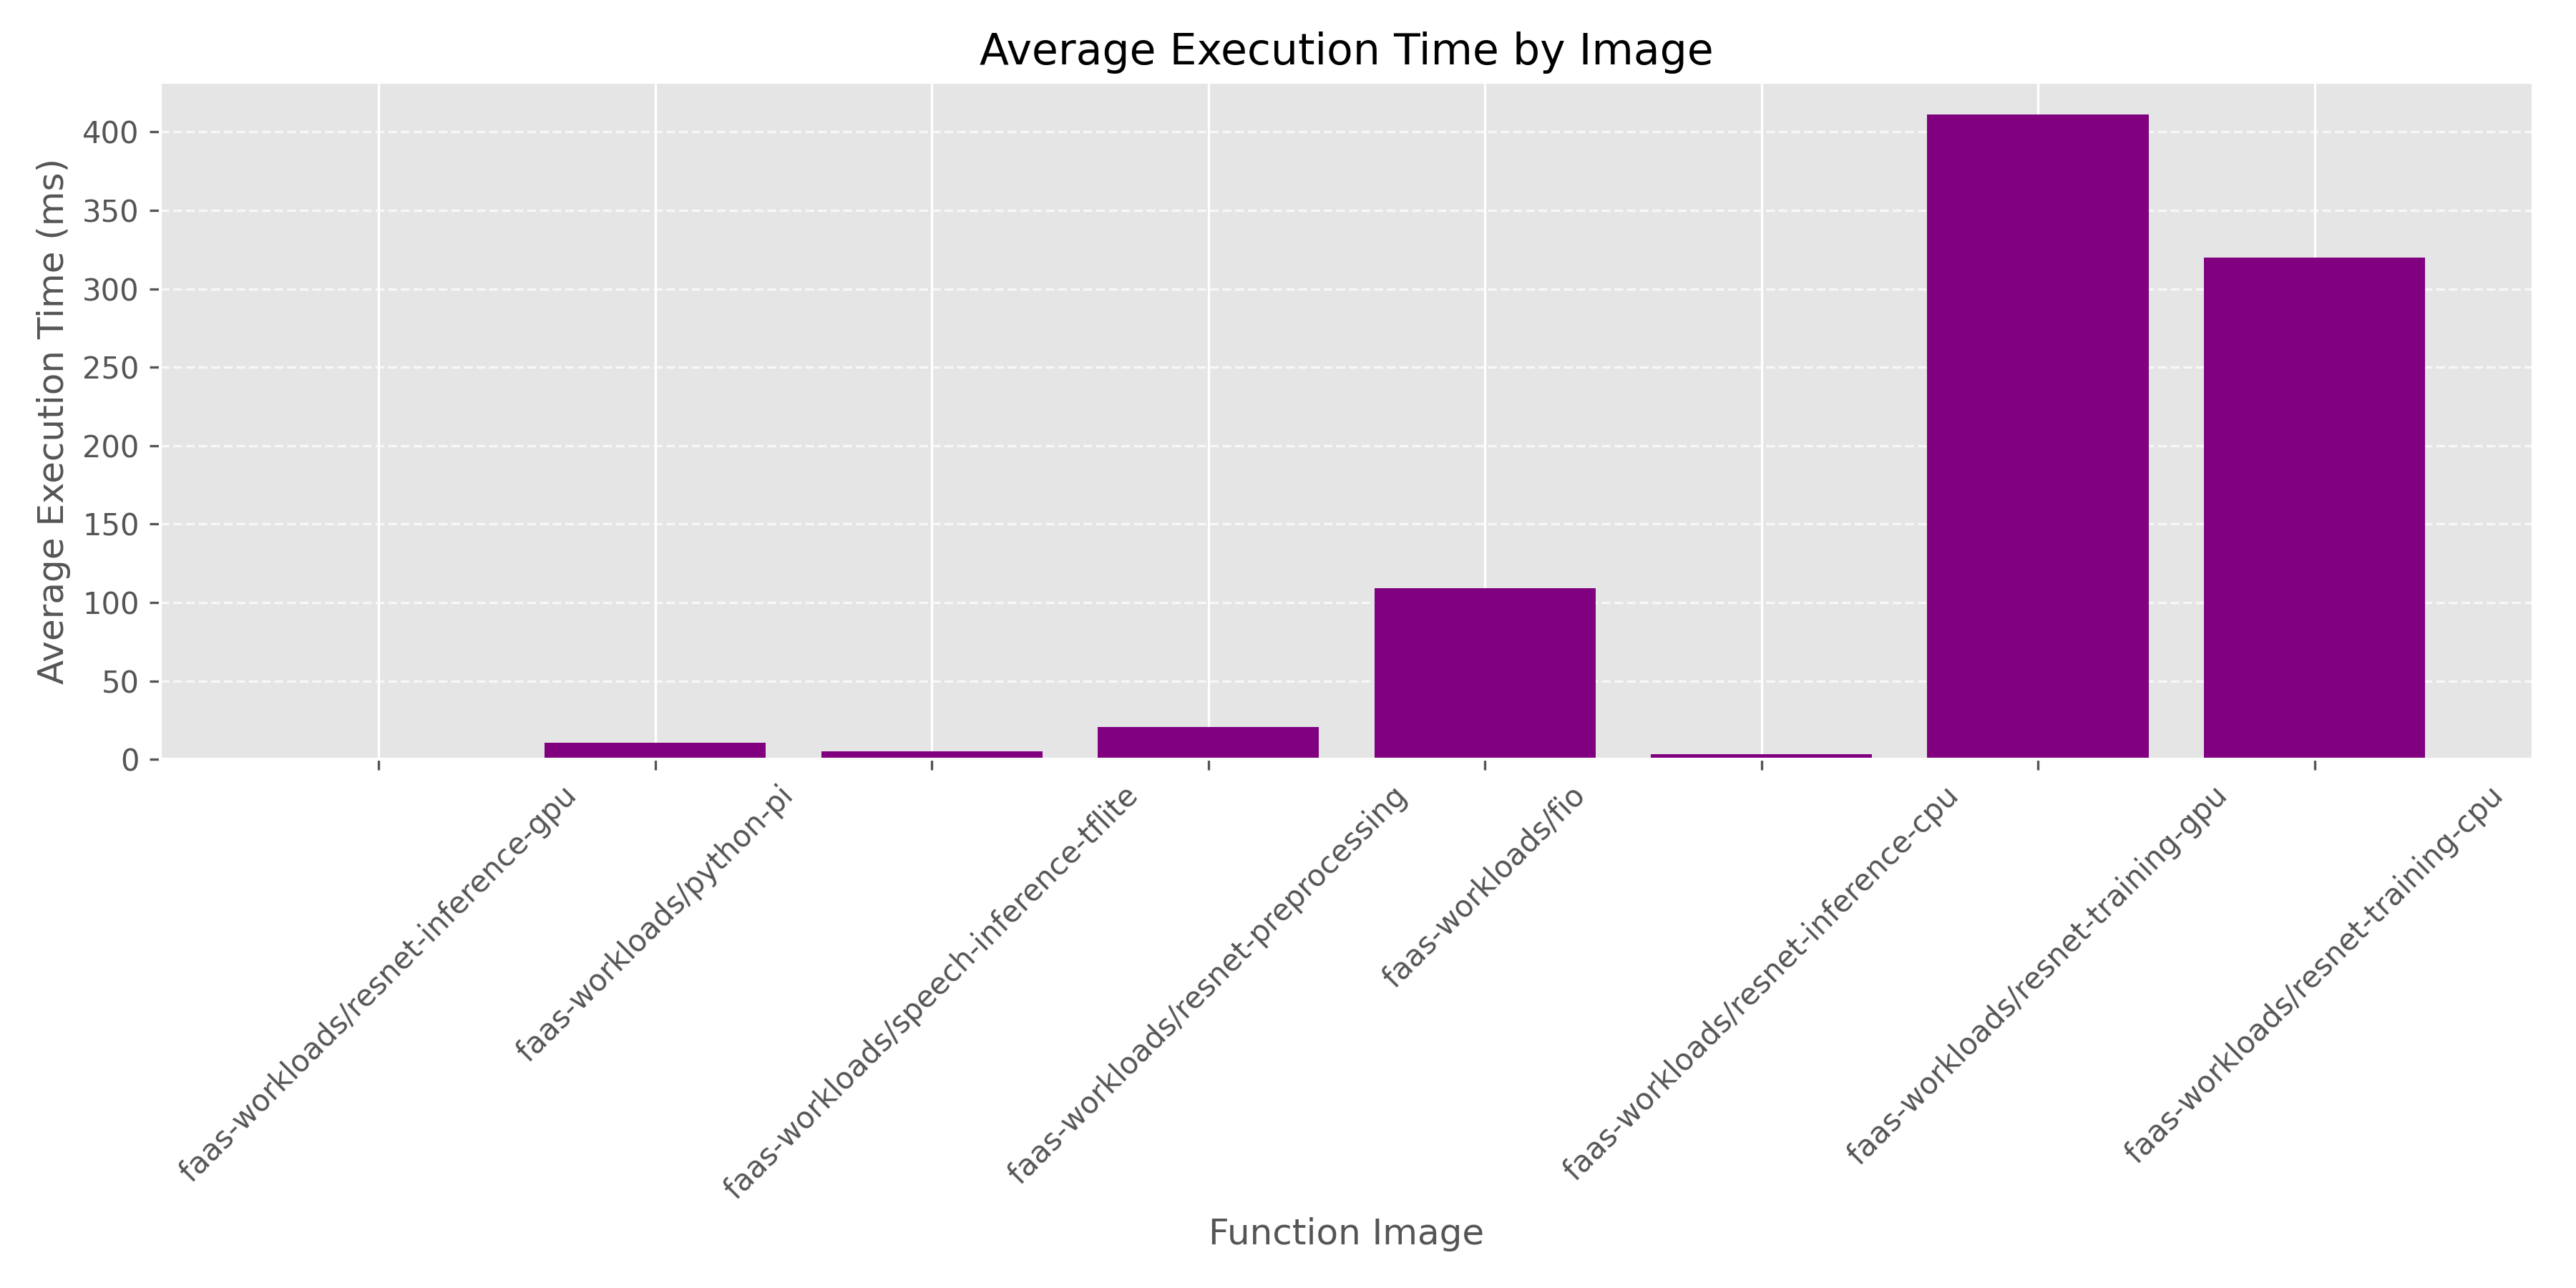 Average Execution Time by Image
Average Execution Time (ms)
400
350
300
250
200
150
100
50
0
faas-workloads/resnet-inference-gpu
faas-workloads/python-pi
faas-workloads/speech-inference-tflite
faas-workloads/resnet-preprocessing
faas-workloads/fio
faas-workloads/resnet-inference-cpu
faas-workloads/resnet-training-gpu
faas-workloads/resnet-training-cpu
Function Image